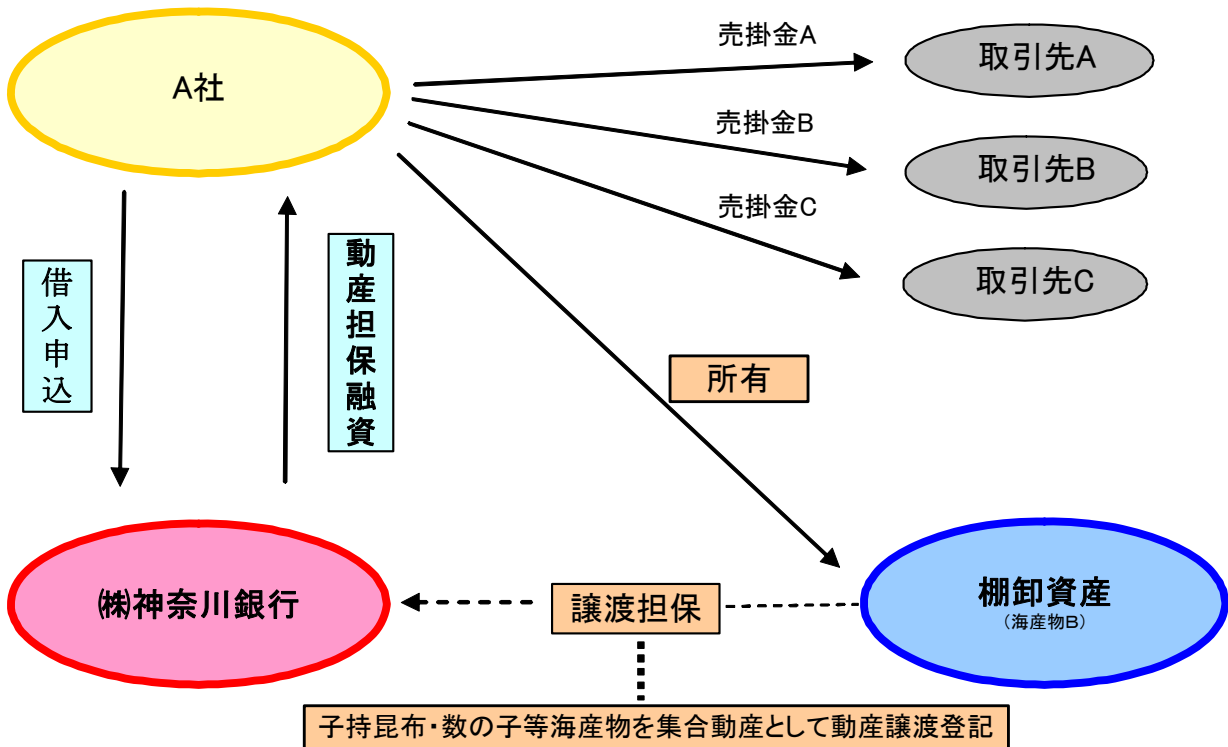 A社
売掛金A
取引先A
売掛金B
取引先B
売掛金C
取引先C
借入申込
動産担保融資
所有
㈱神奈川銀行
譲渡担保
棚卸資産
(海産物B)
子持昆布・数の子等海産物を集合動産として動産譲渡登記